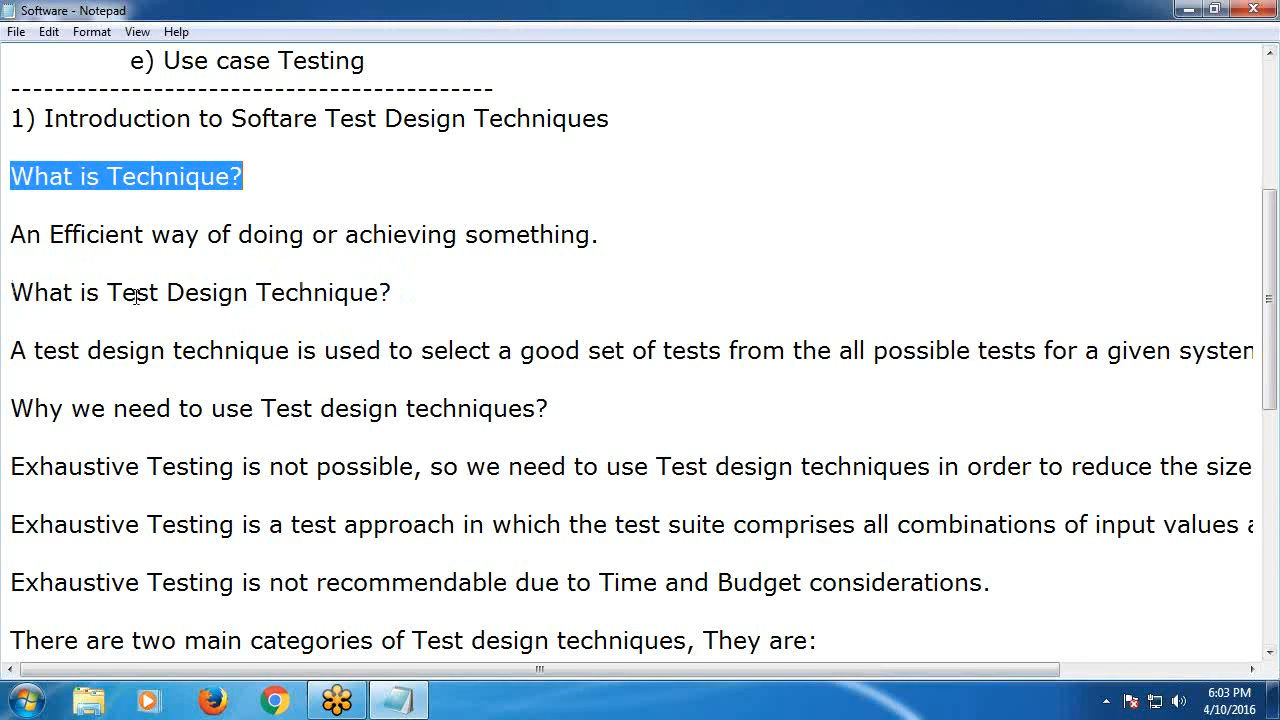 Software - Notepad
File Edit Format View Help
e) Use case Testing
--------------------------------------------
1) Introduction to Softare Test Design Techniques
What is Technique?
An Efficient way of doing or achieving something.
What is Test Design Technique?
A test design technique is used to select a good set of tests from the all possible tests for a given system
Why we need to use Test design techniques?
Exhaustive Testing is not possible, so we need to use Test design techniques in order to reduce the size
Exhaustive Testing is a test approach in which the test suite comprises all combinations of input values
Exhaustive Testing is not recommendable due to Time and Budget considerations.
There are two main categories of Test design techniques, They are:
6:03 PM
4/10/2016